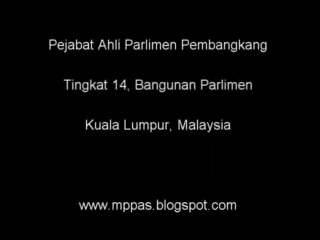 Pejabat Ahli Parlimen Pembangkang
Tingkat 14, Bangunan Parlimen
Kuala Lumpur, Malaysia
www.mppas.blogspot.com